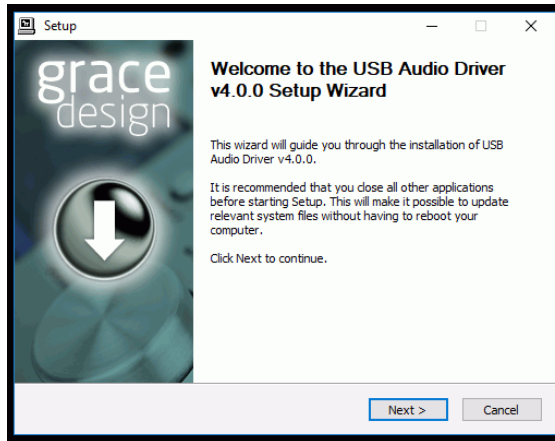 Setup
grace
design
Welcome to the USB Audio Driver
v4.0.0 Setup Wizard
This wizard will guide you through the installation of USB
Audio Driver v4.0.0.
It is recommended that you close all other applications
before starting Setup. This will make it possible to update
relevant system files without having to reboot your
computer.
Click Next to continue.
Next >
Cancel